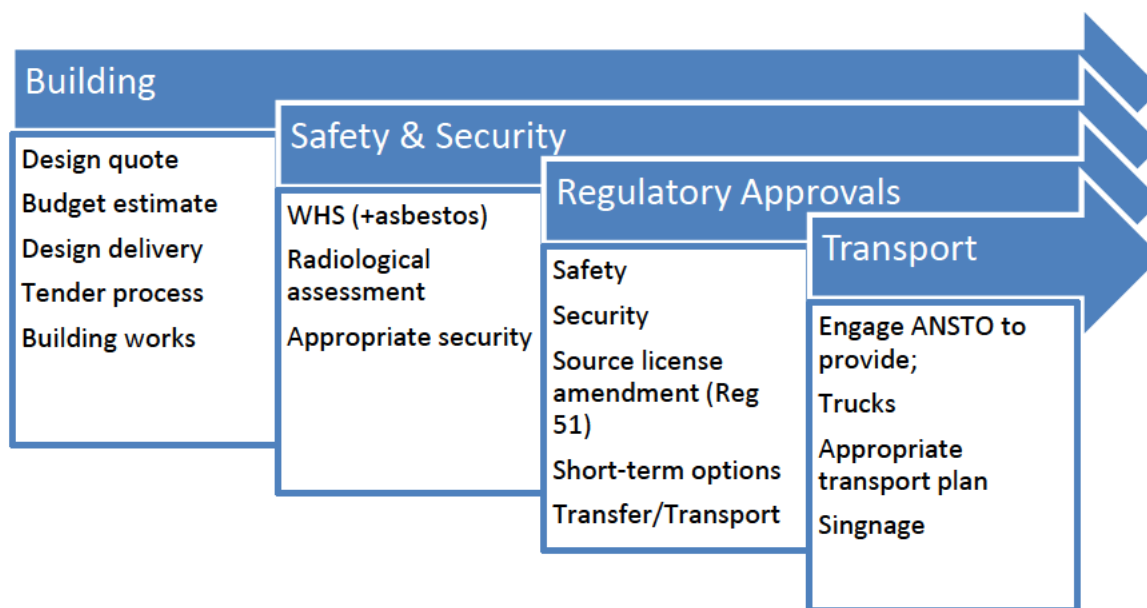 Building
Design quote
Budget estimate
Design delivery
Tender process
Building works
Safety & Security
WHS (+asbestos)
Radiological
assessment
Appropriate security
Regulatory Approvals
Safety
Security
Source license
amendment (Reg
51)
Short-term options
Transfer/Transport
Transport
Engage ANSTO to
provide;
Trucks
Appropriate
transport plan
Singnage